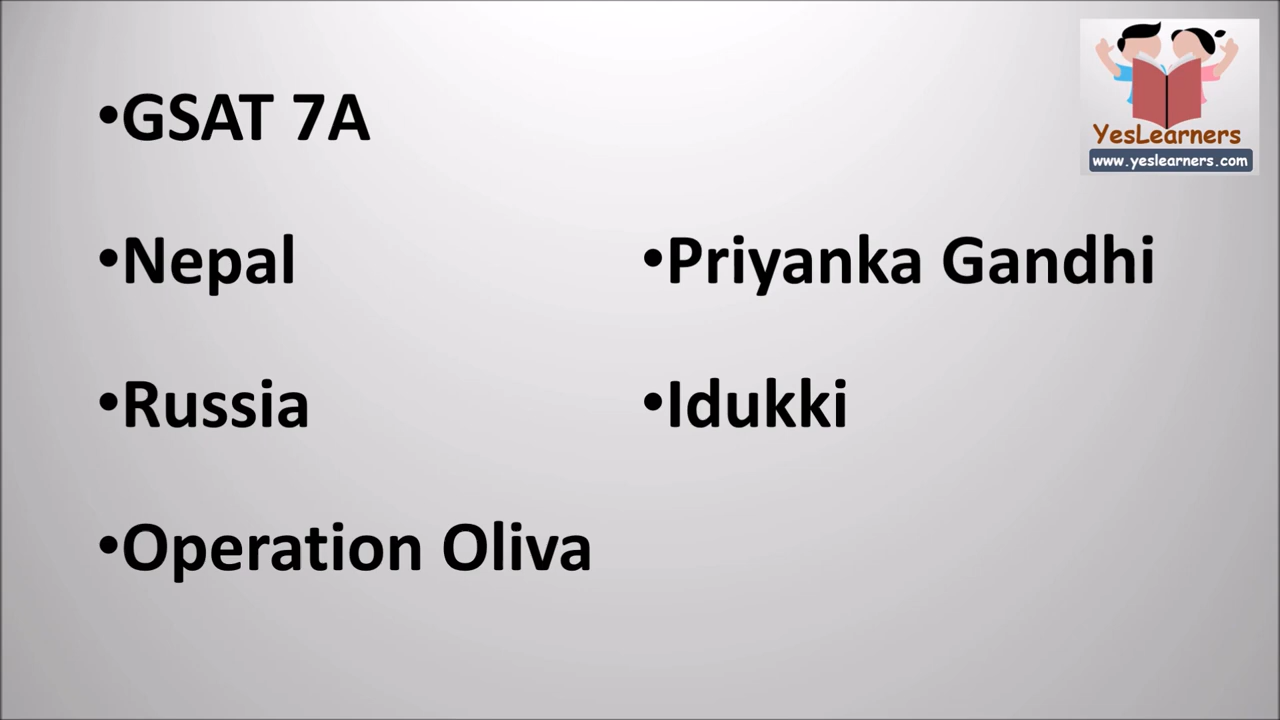 •GSAT 7A
•Nepal
•Russia
•Operation Oliva
•Priyanka Gandhi
•Idukki
YesLearners
www.yeslearners.com